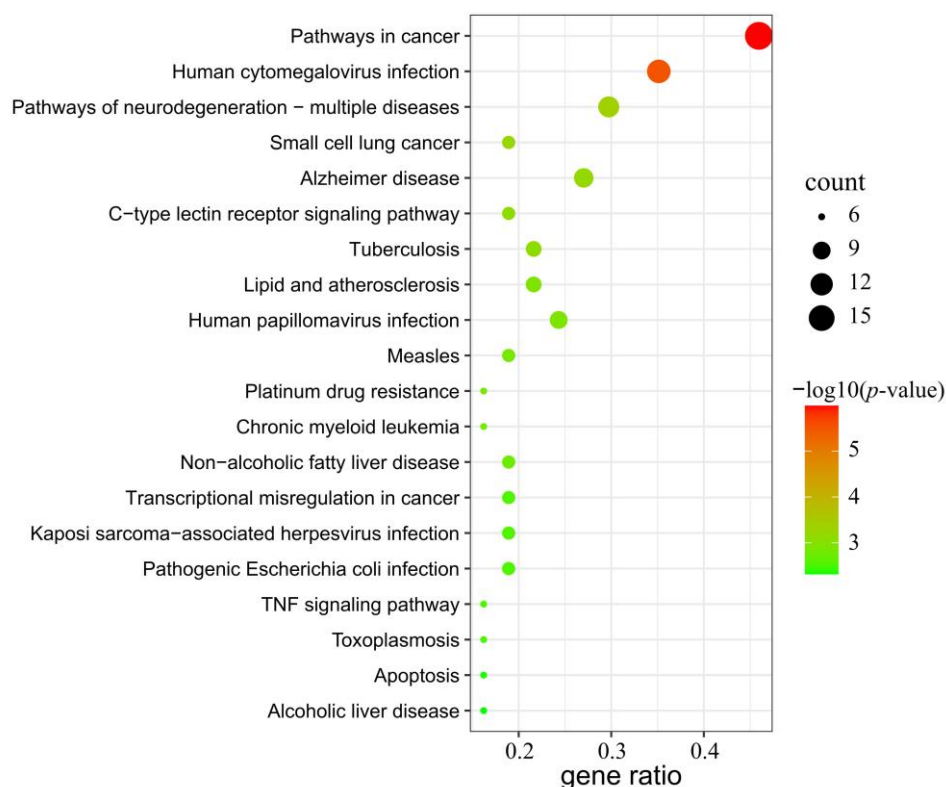 Pathways in cancer
Human cytomegalovirus infection
Pathways of neurodegeneration − multiple diseases
Small cell lung cancer
Alzheimer disease
C−type lectin receptor signaling pathway
Tuberculosis
Lipid and atherosclerosis
Human papillomavirus infection
Measles
Platinum drug resistance
Chronic myeloid leukemia
Non−alcoholic fatty liver disease
Transcriptional misregulation in cancer
Kaposi sarcoma−associated herpesvirus infection
Pathogenic Escherichia coli infection
TNF signaling pathway
Toxoplasmosis
Apoptosis
Alcoholic liver disease
0.2 0.3 0.4
gene ratio
count
6
9
12
15
−log10(p-value)
5
4
3